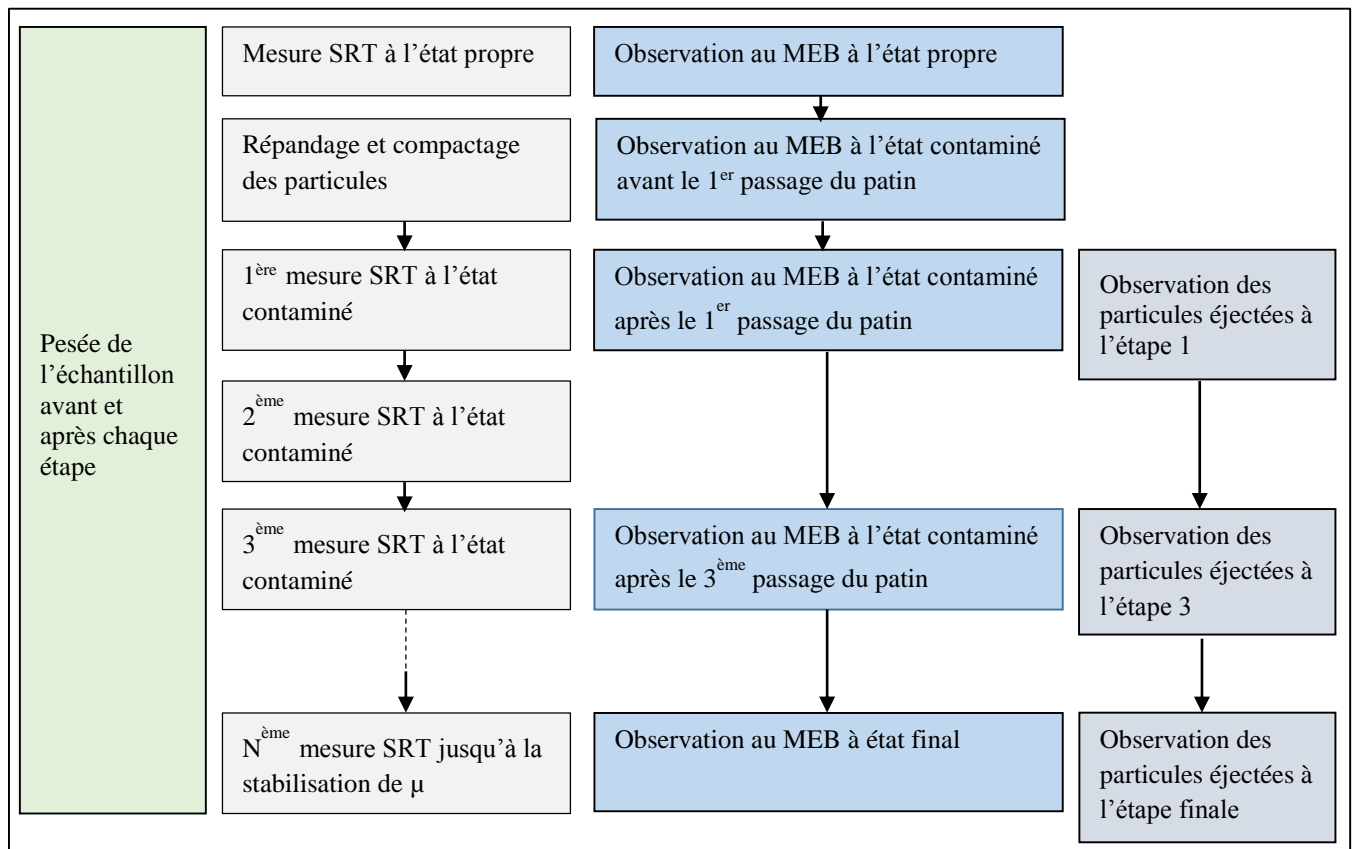 Pesée de
l’échantillon
avant et
après chaque
étape
Mesure SRT à l’état propre
Répandage et compactage
des particules
1ère mesure SRT à l’état
contaminé
2ème mesure SRT à l’état
contaminé
3ème mesure SRT à l’état
contaminé
Nème mesure SRT jusqu’à la
stabilisation de µ
Observation au MEB à l’état propre
Observation au MEB à l’état contaminé
avant le 1er passage du patin
Observation au MEB à l’état contaminé
après le 1er passage du patin
Observation au MEB à l’état contaminé
après le 3ème passage du patin
Observation au MEB à état final
Observation des
particules éjectées à
l’étape 1
Observation des
particules éjectées à
l’étape 3
Observation des
particules éjectées à
l’étape finale